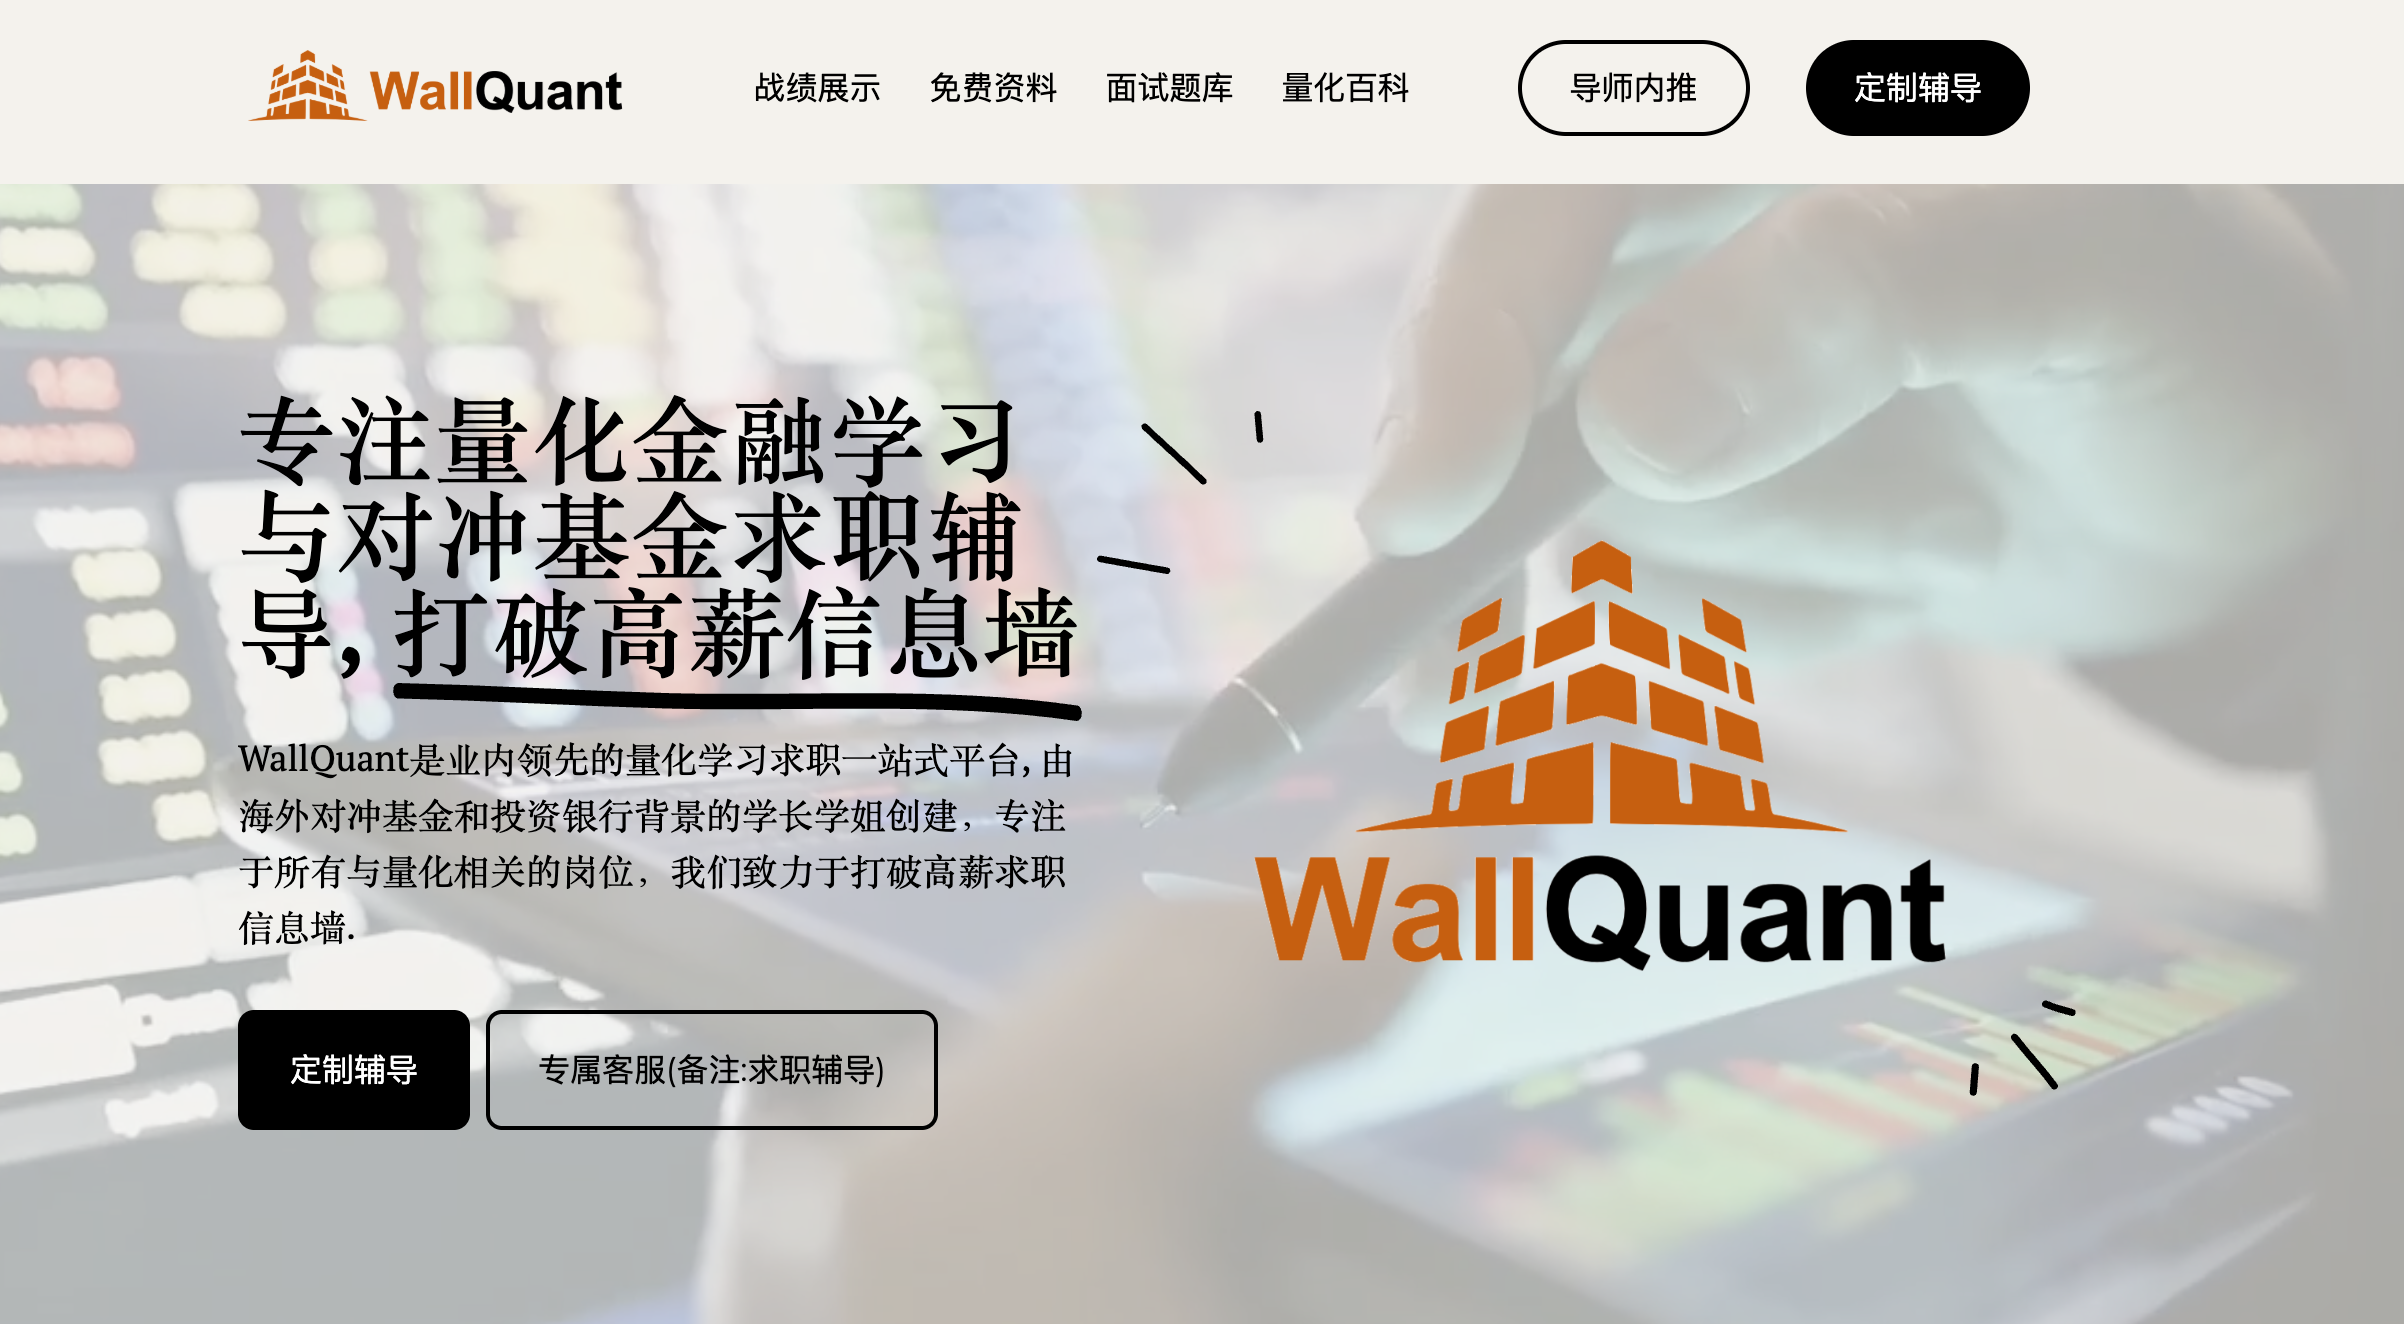 WallQuant
战绩展示
免费资料
面试题库
量化百科
导师内推
定制辅导
专注量化金融学习
与对冲基金求职辅
导，打破高薪信息墙
WallQuant是业内领先的量化学习求职一站式平台, 由
海外对冲基金和投资银行背景的学长学姐创建，专注
于所有与量化相关的岗位，我们致力于打破高薪求职
信息墙.
定制辅导
专属客服(备注:求职辅导)
WallQuant